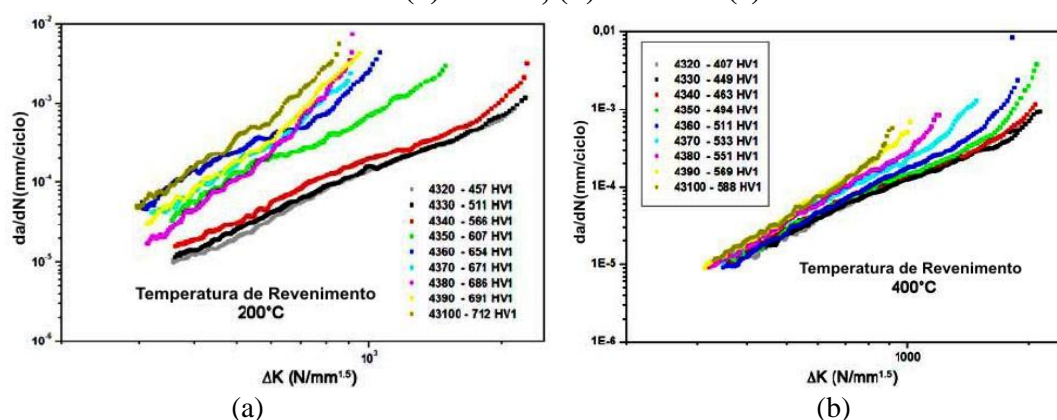 10⁻²
10⁻³
10⁻⁴
10⁻⁵
10⁻⁶
da/dN(mm/ciclo)
4320 - 457 HV1
4330 - 511 HV1
4340 - 566 HV1
4350 - 607 HV1
4360 - 654 HV1
4370 - 671 HV1
4380 - 686 HV1
4390 - 691 HV1
43100 - 712 HV1
Temperatura de Revenimento
200°C
10³
ΔK (N/mm¹·⁵)
(a)
0,01
1E-3
1E-4
1E-5
1E-6
da/dN(mm/ciclo)
4320 - 407 HV1
4330 - 449 HV1
4340 - 463 HV1
4350 - 494 HV1
4360 - 511 HV1
4370 - 533 HV1
4380 - 551 HV1
4390 - 569 HV1
43100 - 588 HV1
Temperatura de Revenimento
400°C
1000
ΔK (N/mm¹·⁵)
(b)